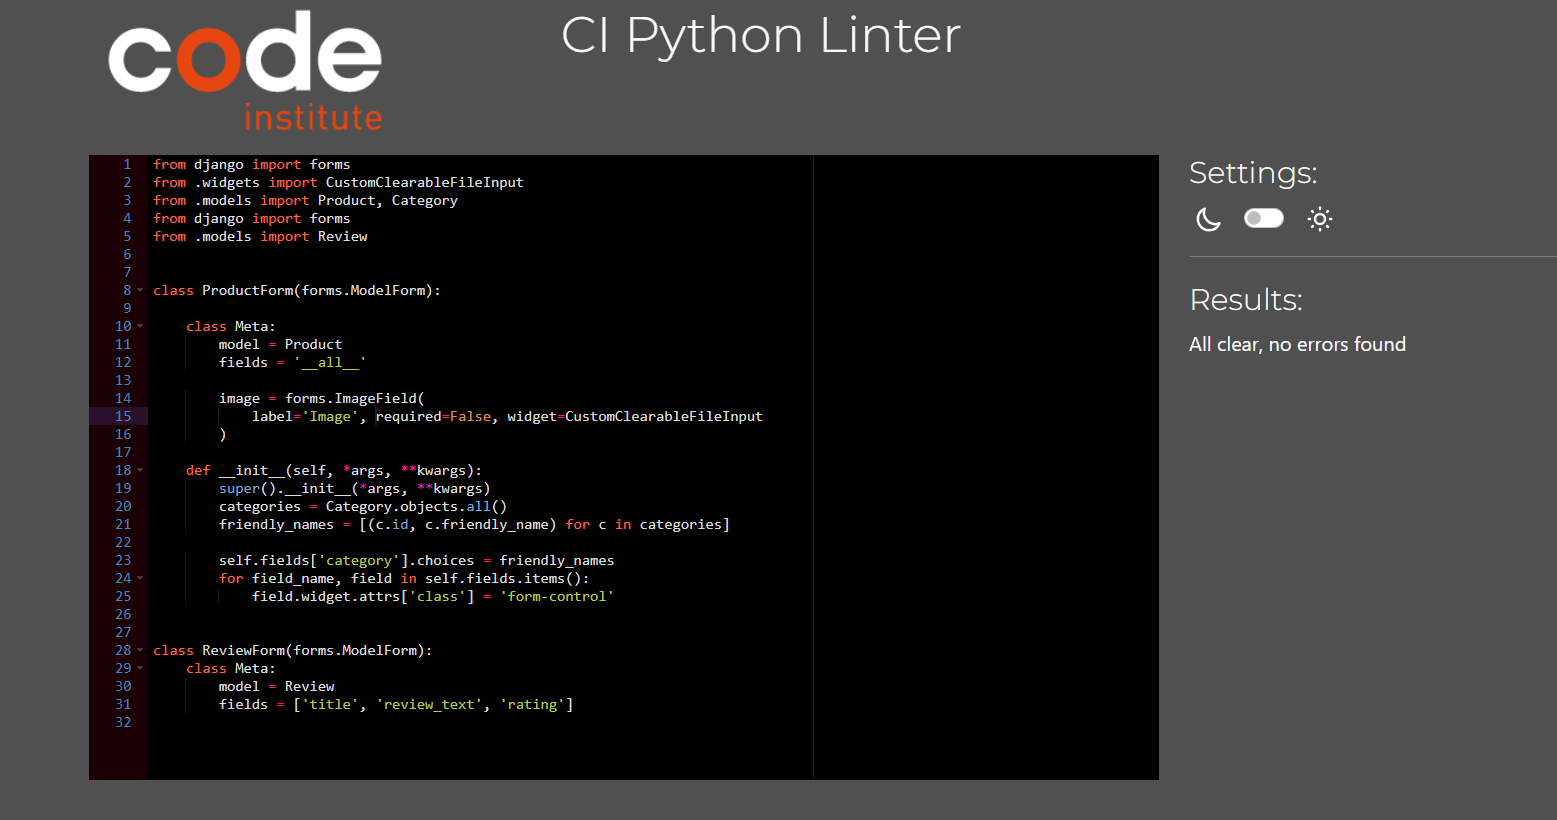 code
institute
CI Python Linter
1 from django import forms
2 from .widgets import CustomClearableFileInput
3 from .models import Product, Category
4 from django import forms
5 from .models import Review
6
7
8 class ProductForm(forms.ModelForm):
9
10     class Meta:
11         model = Product
12         fields = '__all__'
13
14         image = forms.ImageField(
15             label='Image', required=False, widget=CustomClearableFileInput
16         )
17
18     def __init__(self, *args, **kwargs):
19         super().__init__(*args, **kwargs)
20         categories = Category.objects.all()
21         friendly_names = [(c.id, c.friendly_name) for c in categories]
22
23         self.fields['category'].choices = friendly_names
24         for field_name, field in self.fields.items():
25             field.widget.attrs['class'] = 'form-control'
26
27
28 class ReviewForm(forms.ModelForm):
29     class Meta:
30         model = Review
31         fields = ['title', 'review_text', 'rating']
32
Settings:
Results:
All clear, no errors found